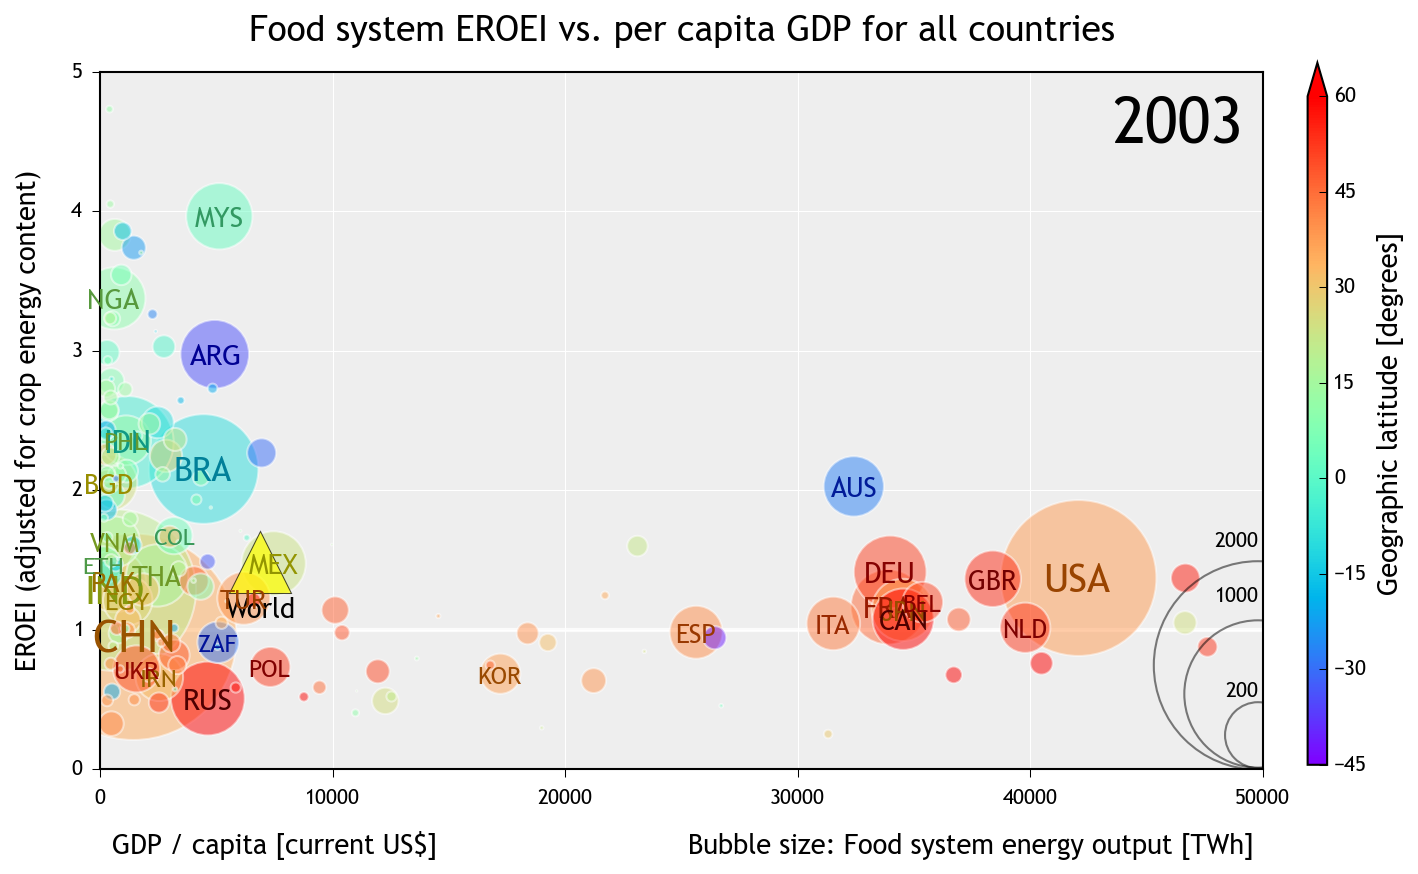 Food system EROEI vs. per capita GDP for all countries
2003
EROEI (adjusted for crop energy content)
5
4
3
2
1
0
MYS
NGA
ARG
IDN
PHL
BRA
BGD
AUS
VNM
COL
ETH
MEX
THA
PAK
IND
EGY
TUR
World
DEU
GBR
USA
FRA
BEL
CAN
ITA
NLD
ESP
CHN
ZAF
UKR
IRN
POL
KOR
RUS
2000
1000
200
0
10000
20000
30000
40000
50000
GDP / capita [current US$]
Bubble size: Food system energy output [TWh]
60
45
30
15
0
−15
−30
−45
Geographic latitude [degrees]